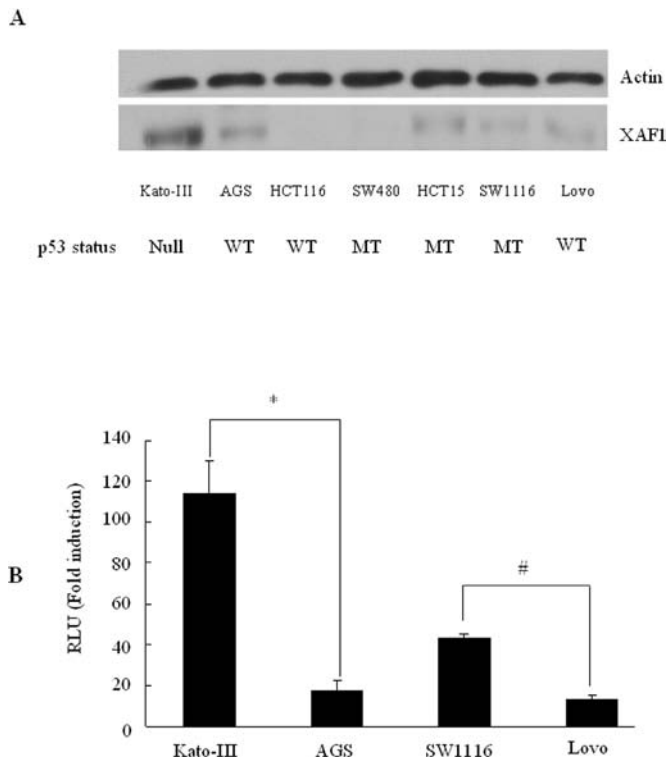 A
Actin
XAF1
Kato-III AGS HCT116 SW480 HCT15 SW1116 Lovo
p53 status Null WT WT MT MT MT WT
*
140
120
100
80
60
40
20
0
#
B
RLU (Fold induction)
Kato-III AGS SW1116 Lovo